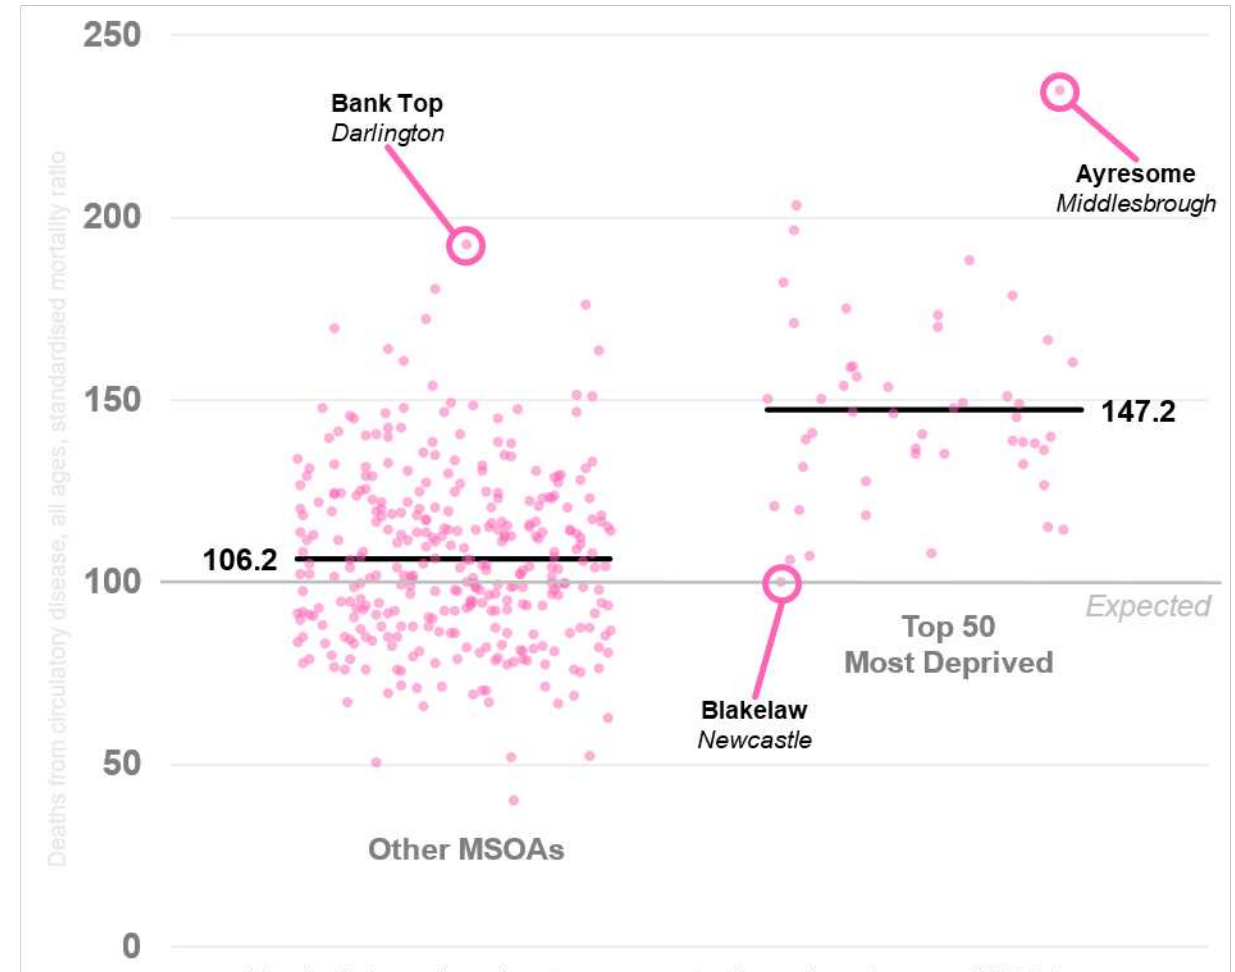 250
200
150
100
50
0
Deaths from circulatory disease, all ages, standardised mortality ratio
Bank Top
Darlington
Ayresome
Middlesbrough
147.2
106.2
Expected
Top 50
Most Deprived
Blakelaw
Newcastle
Other MSOAs